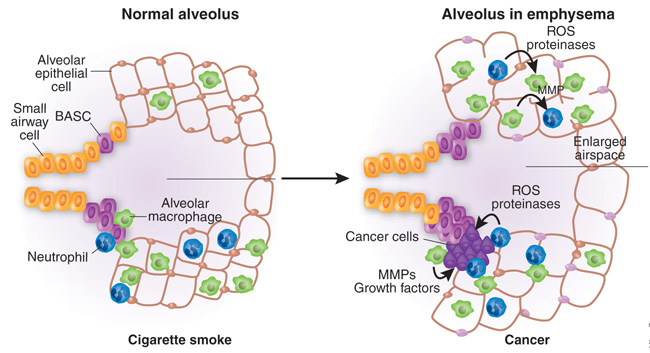 Normal alveolus
Alveolar
epithelial
cell
Small
airway
cell
BASC
Alveolar
macrophage
Neutrophil
Cigarette smoke
Alveolus in emphysema
ROS
proteinases
MMP
Enlarged
airspace
ROS
proteinases
Cancer cells
MMPs
Growth factors
Cancer